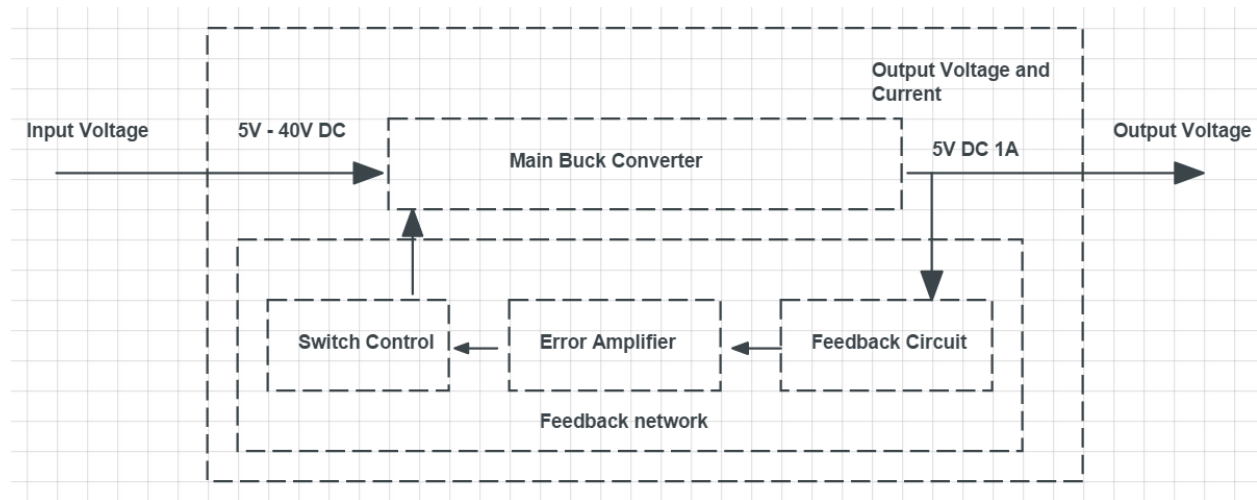 Output Voltage and
Current
Input Voltage
5V - 40V DC
Main Buck Converter
5V DC 1A
Output Voltage
Switch Control
Error Amplifier
Feedback Circuit
Feedback network